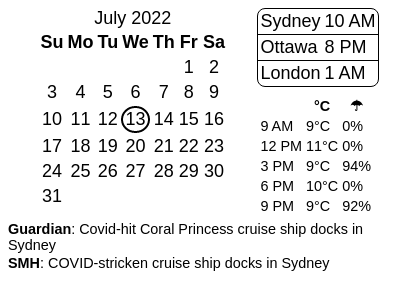 July 2022
Su Mo Tu We Th Fr Sa
1 2
3 4 5 6 7 8 9
10 11 12 13 14 15 16
17 18 19 20 21 22 23
24 25 26 27 28 29 30
31
Sydney 10 AM
Ottawa 8 PM
London 1 AM
°C ☂
9 AM 9°C 0%
12 PM 11°C 0%
3 PM 9°C 94%
6 PM 10°C 0%
9 PM 9°C 92%
Guardian: Covid-hit Coral Princess cruise ship docks in
Sydney
SMH: COVID-stricken cruise ship docks in Sydney